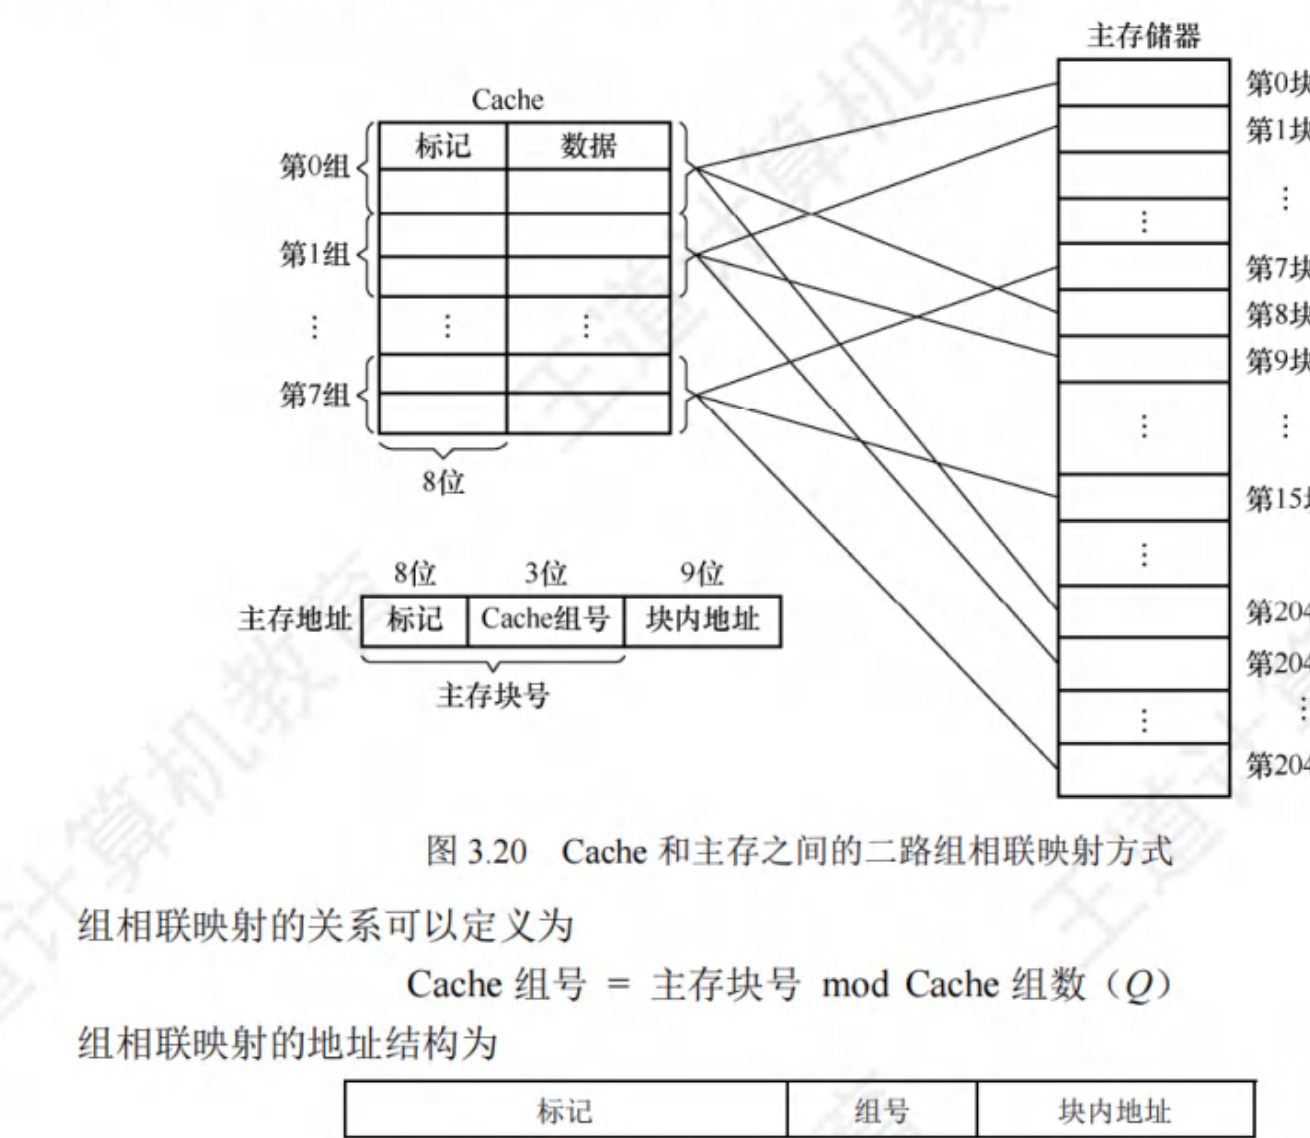 主存储器
Cache
第0块
第1块
标记 数据
第0组
⋮
第1组
⋮
第7块
第8块
第9块
⋮ ⋮ ⋮
第7组
⋮ ⋮
8位
第15块
⋮
8位 3位 9位
主存地址 标记 Cache组号 块内地址
主存块号
第204
第204
⋮ ⋮
第204
图 3.20 Cache 和主存之间的二路组相联映射方式
组相联映射的关系可以定义为
Cache 组号 = 主存块号 mod Cache 组数（Q）
组相联映射的地址结构为
标记 组号 块内地址
王道计算机教育